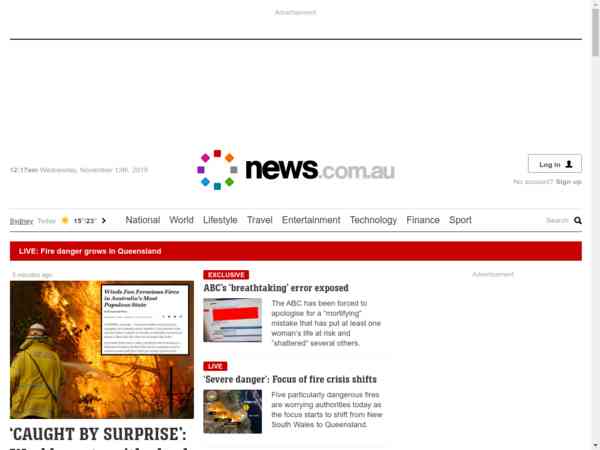 Advertisement
12:17am Wednesday, November 13th, 2019
news.com.au
Log in
No account? Sign up
Sydney Today 15°/23° National World Lifestyle Travel Entertainment Technology Finance Sport Search
LIVE: Fire danger grows in Queensland
5 minutes ago
Winds Fan Ferocious Fires
in Australia's Most
Populous State
'CAUGHT BY SURPRISE':
EXCLUSIVE
ABC's 'breathtaking' error exposed
The ABC has been forced to
apologise for a "mortifying"
mistake that has put at least one
woman's life at risk and
"shattered" several others.
LIVE
'Severe danger': Focus of fire crisis shifts
Five particularly dangerous fires
are worrying authorities today as
the focus starts to shift from New
South Wales to Queensland.
Advertisement